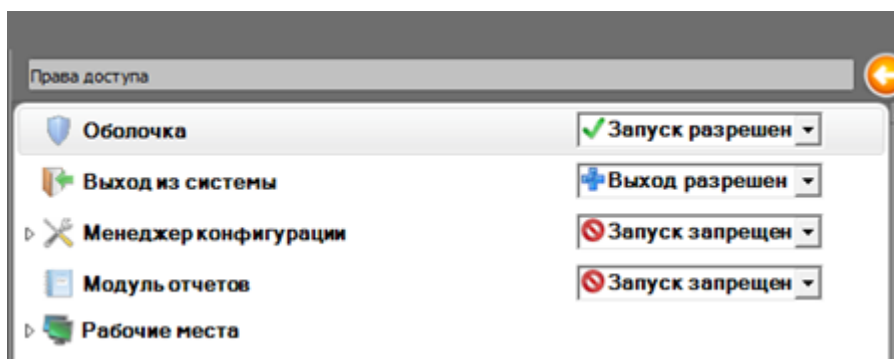 Права доступа
Оболочка Запуск разрешен
Выход из системы Выход разрешен
Менеджер конфигурации Запуск запрещен
Модуль отчетов Запуск запрещен
Рабочие места